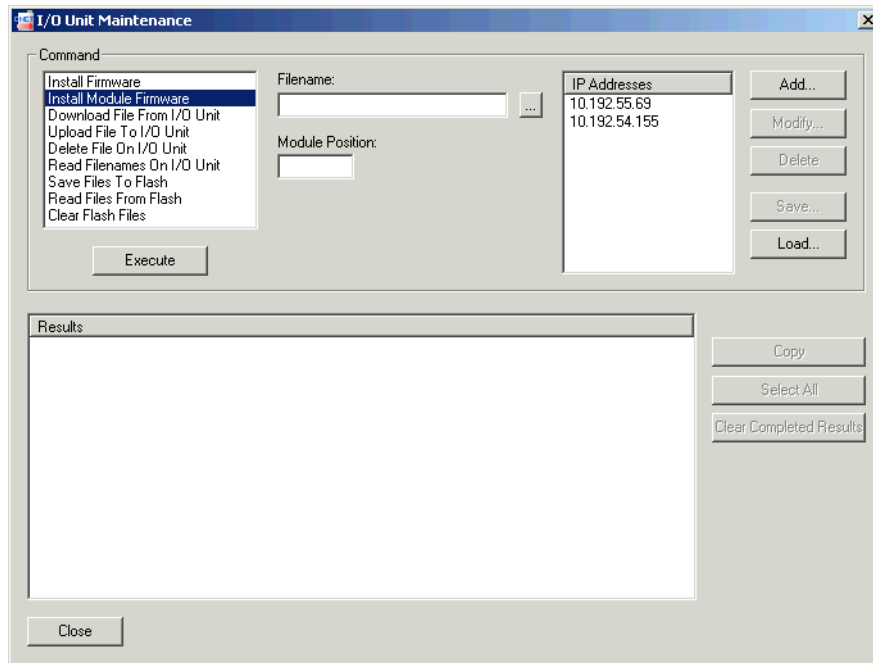 I/O Unit Maintenance
Command
Install Firmware
Install Module Firmware
Download File From I/O Unit
Upload File To I/O Unit
Delete File On I/O Unit
Read Filenames On I/O Unit
Save Files To Flash
Read Files From Flash
Clear Flash Files
Execute
Filename:
...
Module Position:
IP Addresses
10.192.55.69
10.192.54.155
Add...
Modify...
Delete
Save...
Load...
Results
Copy
Select All
Clear Completed Results
Close